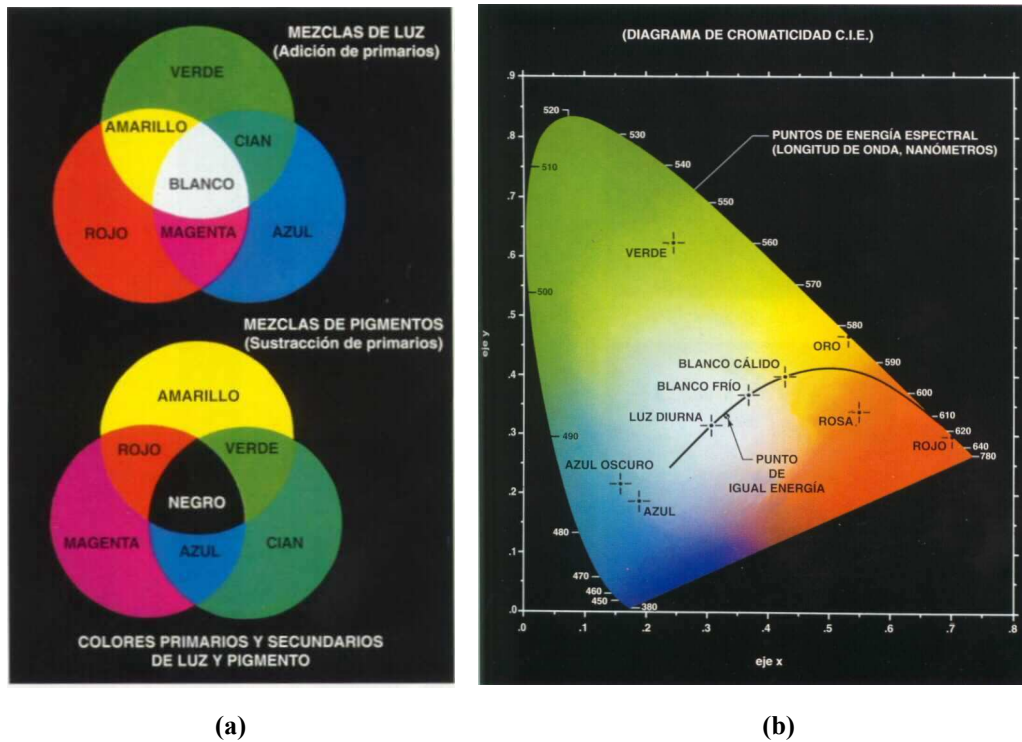 MEZCLAS DE LUZ
(Adición de primarios)
VERDE
AMARILLO
CIAN
BLANCO
ROJO
MAGENTA
AZUL
MEZCLAS DE PIGMENTOS
(Sustracción de primarios)
AMARILLO
ROJO
VERDE
NEGRO
MAGENTA
AZUL
CIAN
COLORES PRIMARIOS Y SECUNDARIOS
DE LUZ Y PIGMENTO
(a)
(DIAGRAMA DE CROMATICIDAD C.I.E.)
PUNTOS DE ENERGÍA ESPECTRAL
(LONGITUD DE ONDA, NANÓMETROS)
.9
.8
.7
.6
.5
.4
.3
.2
.1
.0
eje y
520
530
540
510
550
560
VERDE
570
500
580
ORO
590
BLANCO CÁLIDO
BLANCO FRÍO
600
610
LUZ DIURNA
ROSA
620
ROJO
640
780
490
AZUL OSCURO
PUNTO
DE
IGUAL ENERGÍA
AZUL
480
470
460
450
380
.0
.1
.2
.3
.4
.5
.6
.7
.8
eje x
(b)